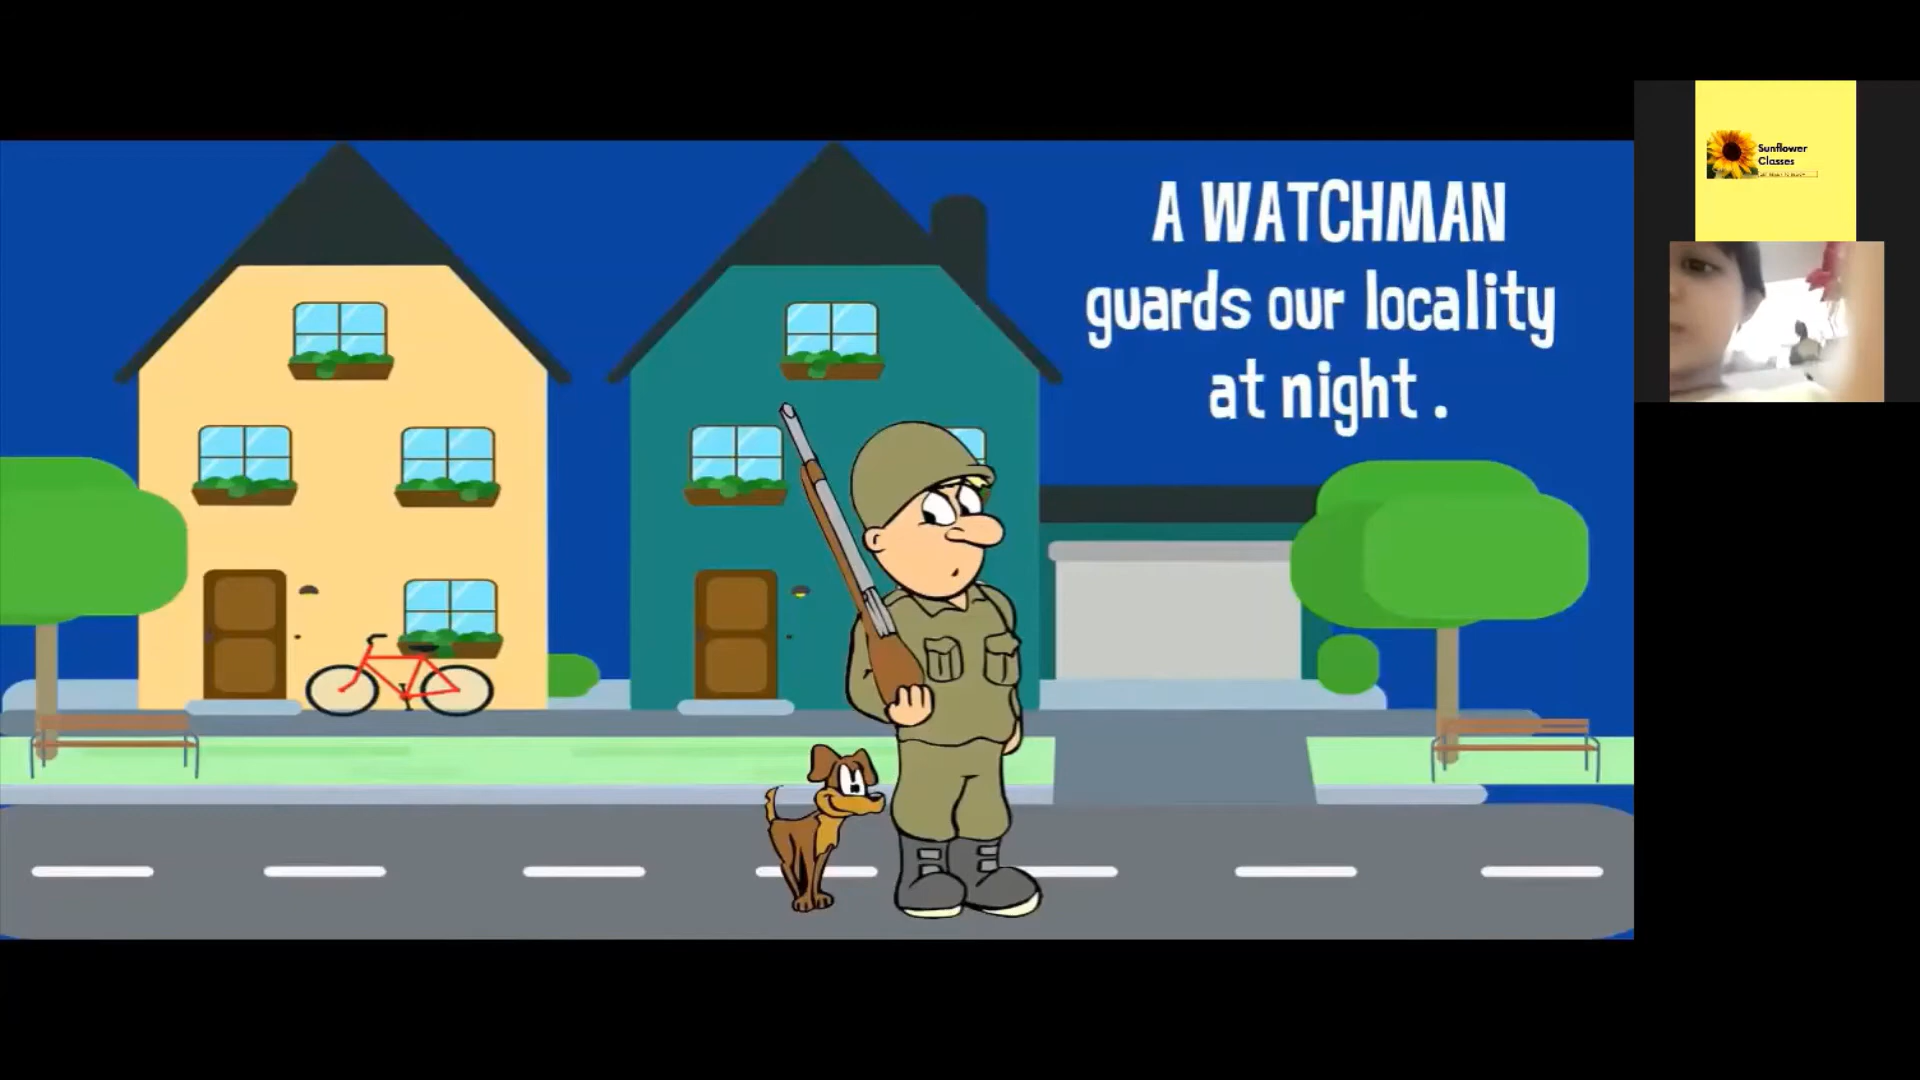 A WATCHMAN
guards our locality
at night .
Sunflower
Classes